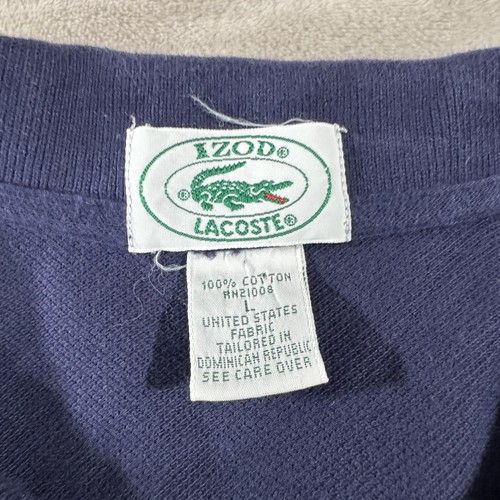 IZOD®
®
LACOSTE®
100% COTTON
RN21008
L
UNITED STATES
FABRIC
TAILORED IN
DOMINICAN REPUBLIC
SEE CARE OVER